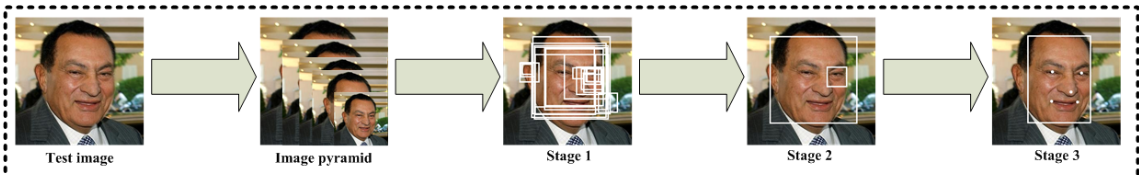 Test image
Image pyramid
Stage 1
Stage 2
Stage 3